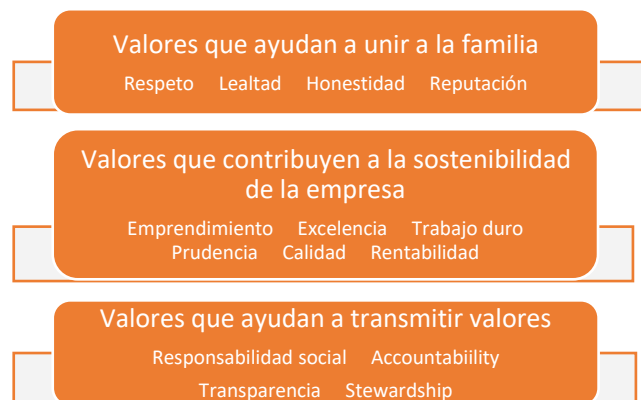 Valores que ayudan a unir a la familia
Respeto Lealtad Honestidad Reputación
Valores que contribuyen a la sostenibilidad
de la empresa
Emprendimiento Excelencia Trabajo duro
Prudencia Calidad Rentabilidad
Valores que ayudan a transmitir valores
Responsabilidad social Accountabiility
Transparencia Stewardship